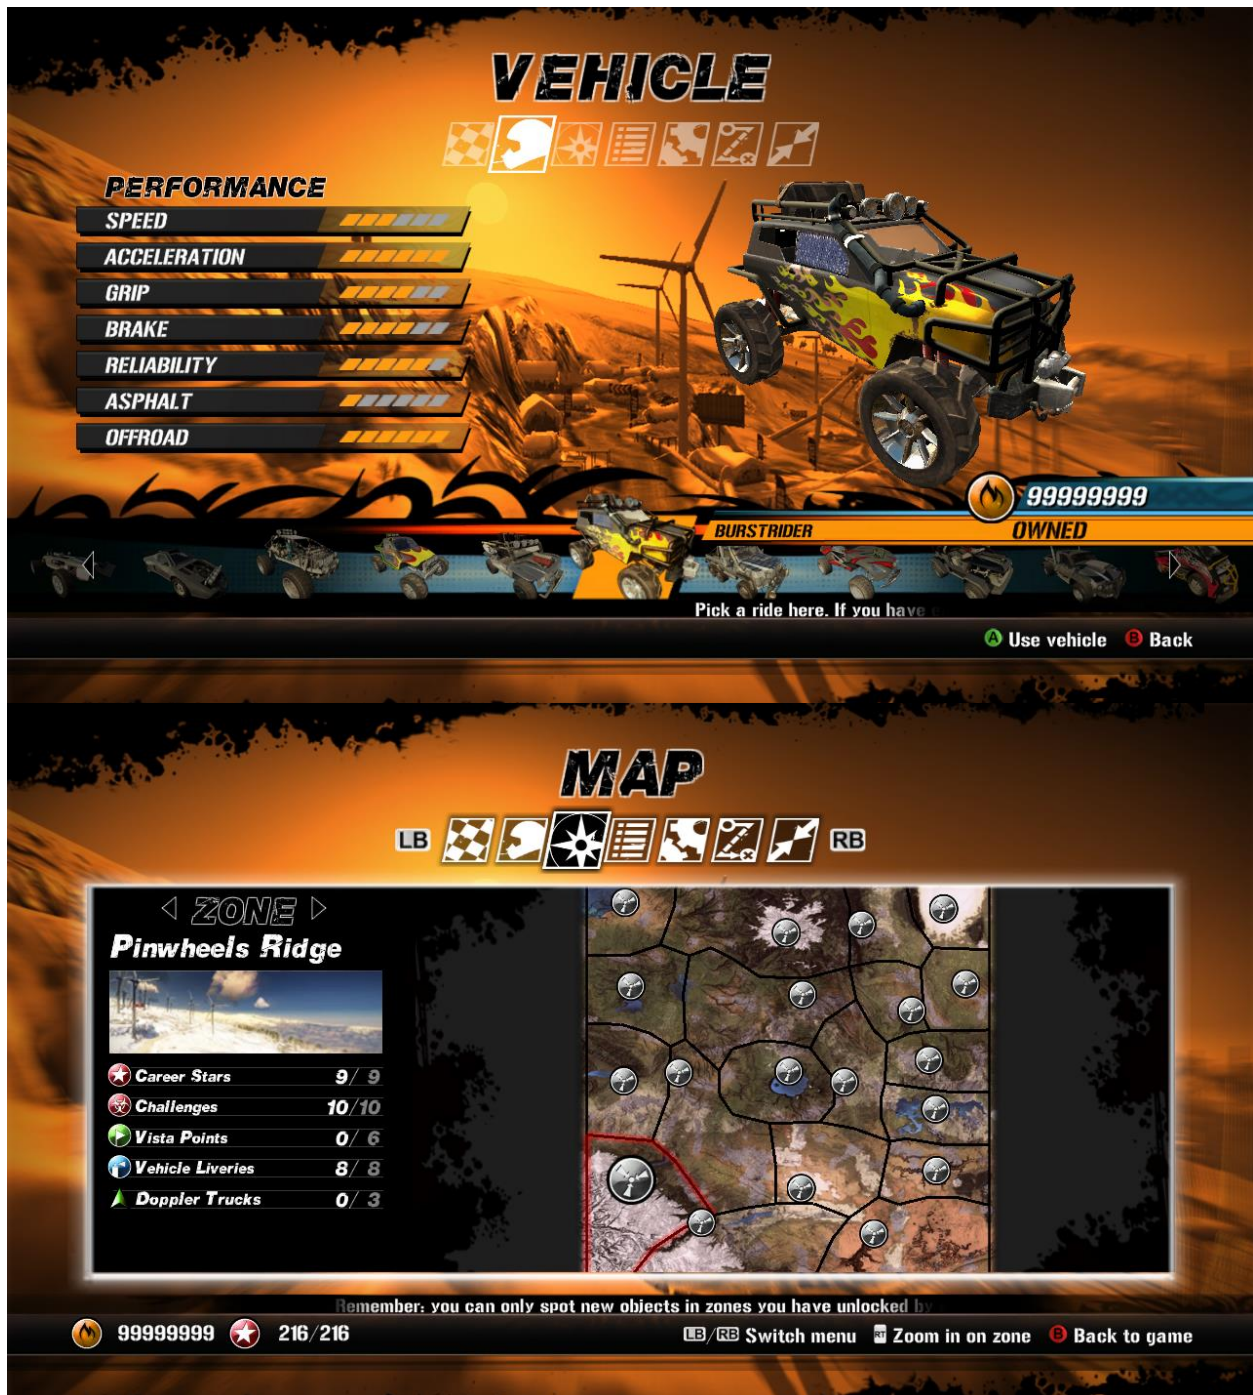 VEHICLE
PERFORMANCE
SPEED
ACCELERATION
GRIP
BRAKE
RELIABILITY
ASPHALT
OFFROAD
99999999
BURSTRIDER OWNED
Pick a ride here. If you have
A Use vehicle B Back
MAP
LB RB
ZONE
Pinwheels Ridge
Career Stars 9/ 9
Challenges 10/10
Vista Points 0/ 6
Vehicle Liveries 8/ 8
Doppler Trucks 0/ 3
Remember: you can only spot new objects in zones you have unlocked by
99999999 216/216 LB/RB Switch menu RT Zoom in on zone B Back to game